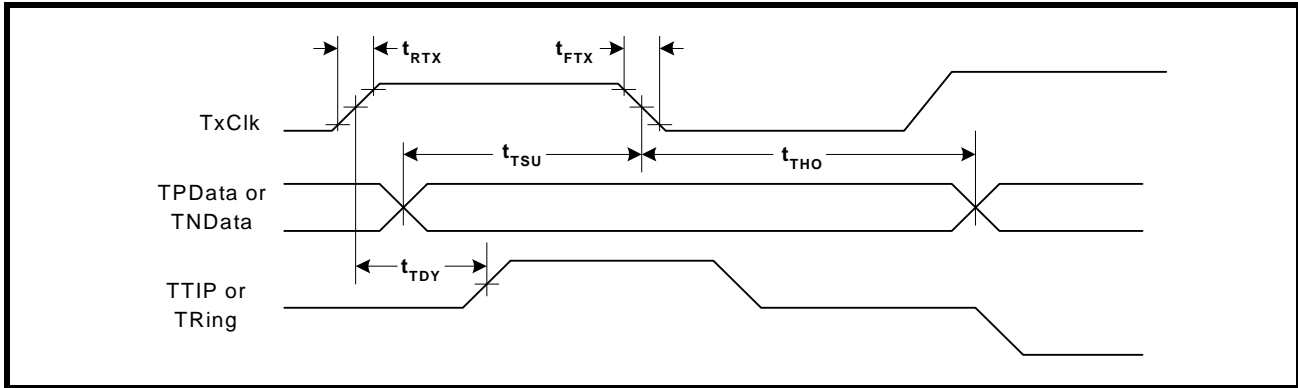 tRTX
tFTX
TxClk
tTSU
tTHO
TPData or
TNData
tTDY
TTIP or
TRing